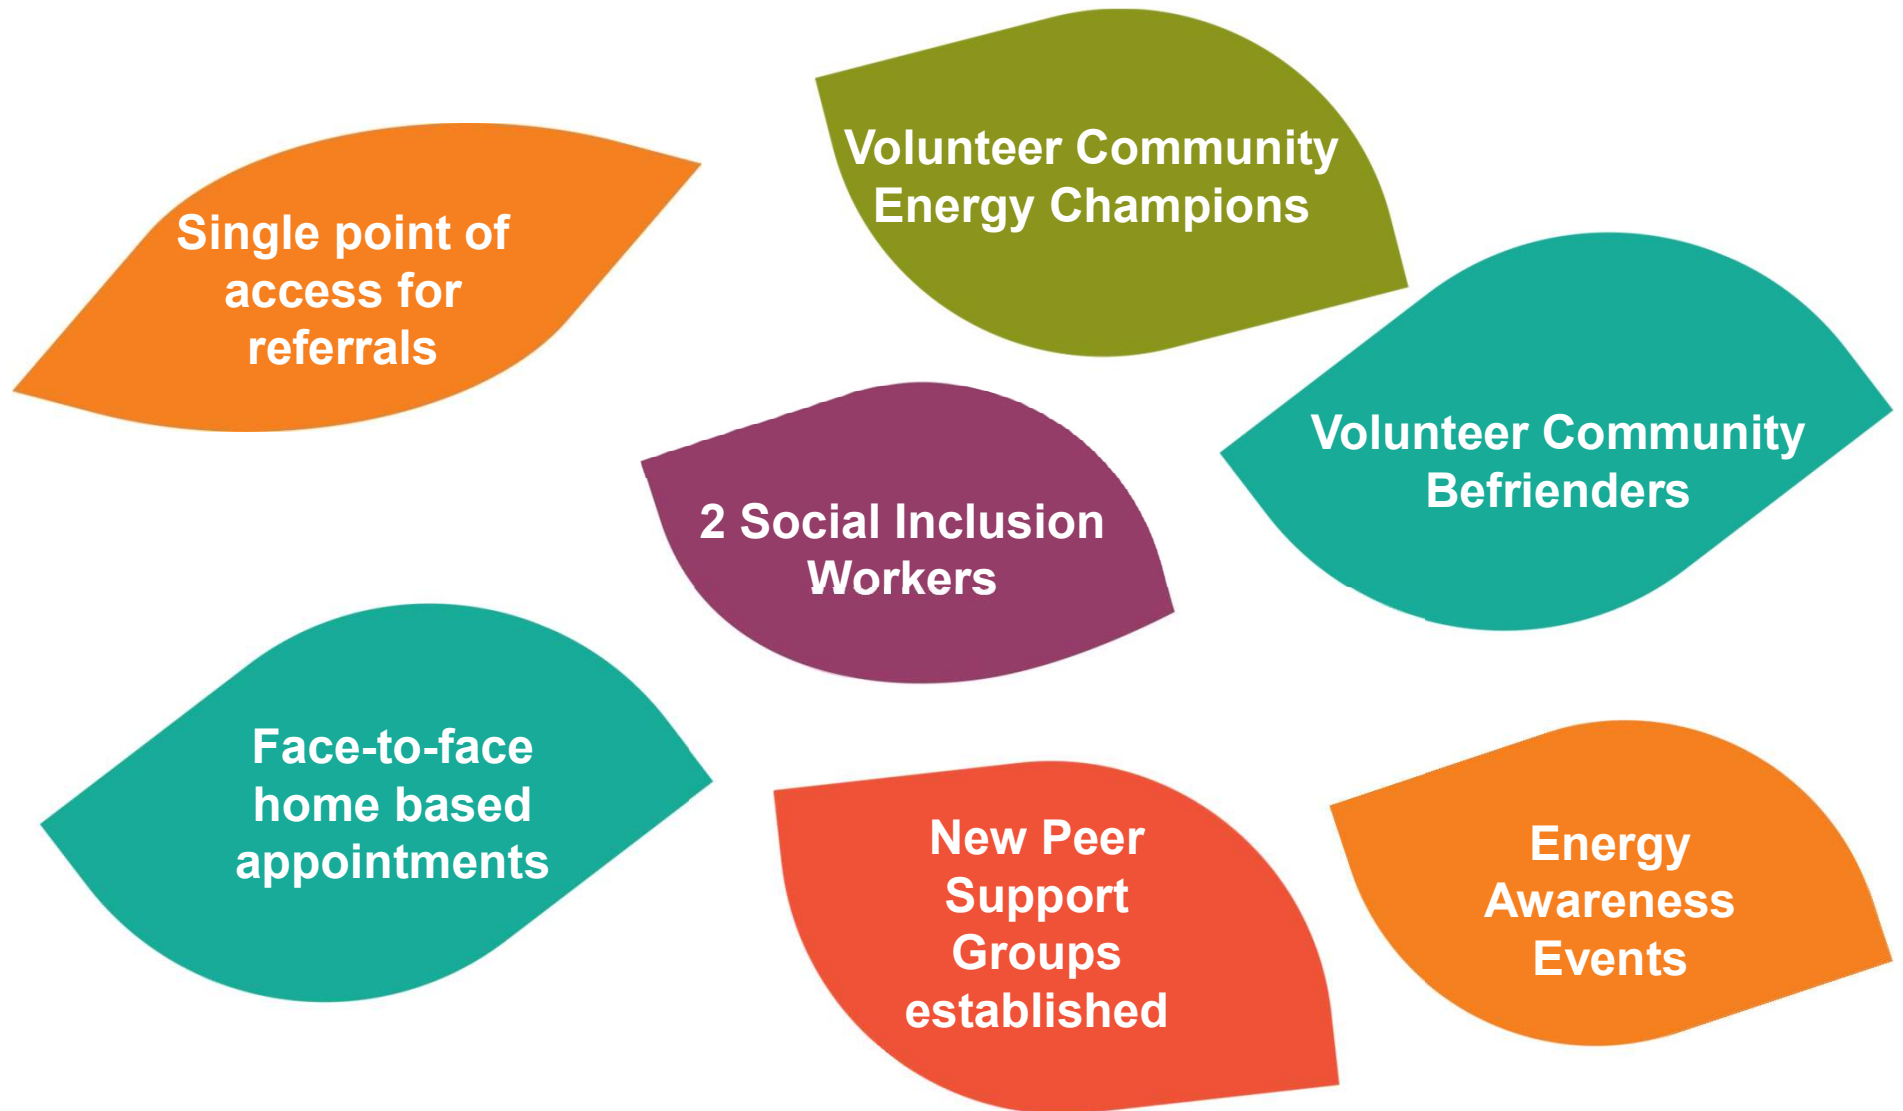 Single point of
access for
referrals
Volunteer Community
Energy Champions
Volunteer Community
Befrienders
2 Social Inclusion
Workers
Face-to-face
home based
appointments
New Peer
Support
Groups
established
Energy
Awareness
Events